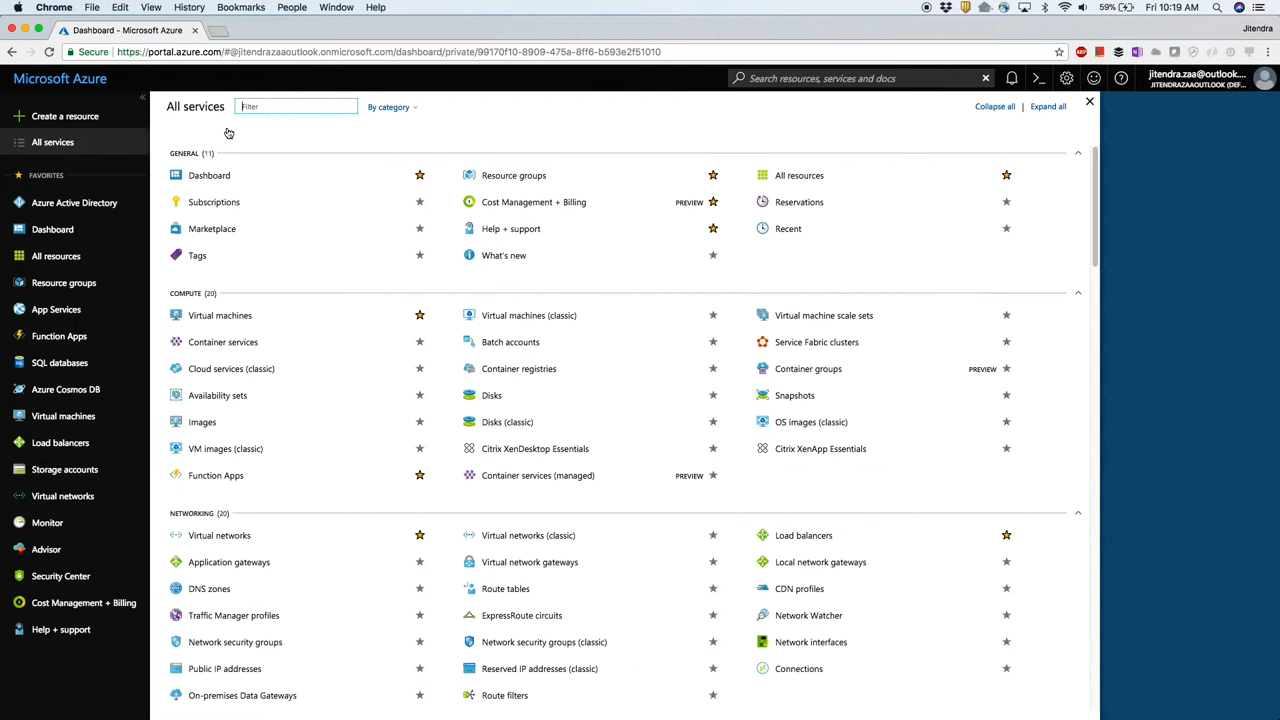 Chrome File Edit View History Bookmarks People Window Help 59% Fri 10:19 AM
Dashboard - Microsoft Azure Jitendra
Secure https://portal.azure.com/#@jitendrazaaoutlook.onmicrosoft.com/dashboard/private/99170f10-8909-475a-8ff6-b593e2f51010
Microsoft Azure Search resources, services and docs jitendra.zaa@outlook....
JITENDRAZAAOUTLOOK (DEF...
All services Filter By category Collapse all Expand all
Create a resource
All services
FAVORITES
Azure Active Directory
Dashboard
All resources
Resource groups
App Services
Function Apps
SQL databases
Azure Cosmos DB
Virtual machines
Load balancers
Storage accounts
Virtual networks
Monitor
Advisor
Security Center
Cost Management + Billing
Help + support
GENERAL (11)
Dashboard Resource groups All resources
Subscriptions Cost Management + Billing PREVIEW Reservations
Marketplace Help + support Recent
Tags What's new
COMPUTE (20)
Virtual machines Virtual machines (classic) Virtual machine scale sets
Container services Batch accounts Service Fabric clusters
Cloud services (classic) Container registries Container groups PREVIEW
Availability sets Disks Snapshots
Images Disks (classic) OS images (classic)
VM images (classic) Citrix XenDesktop Essentials Citrix XenApp Essentials
Function Apps Container services (managed) PREVIEW
NETWORKING (20)
Virtual networks Virtual networks (classic) Load balancers
Application gateways Virtual network gateways Local network gateways
DNS zones Route tables CDN profiles
Traffic Manager profiles ExpressRoute circuits Network Watcher
Network security groups Network security groups (classic) Network interfaces
Public IP addresses Reserved IP addresses (classic) Connections
On-premises Data Gateways Route filters